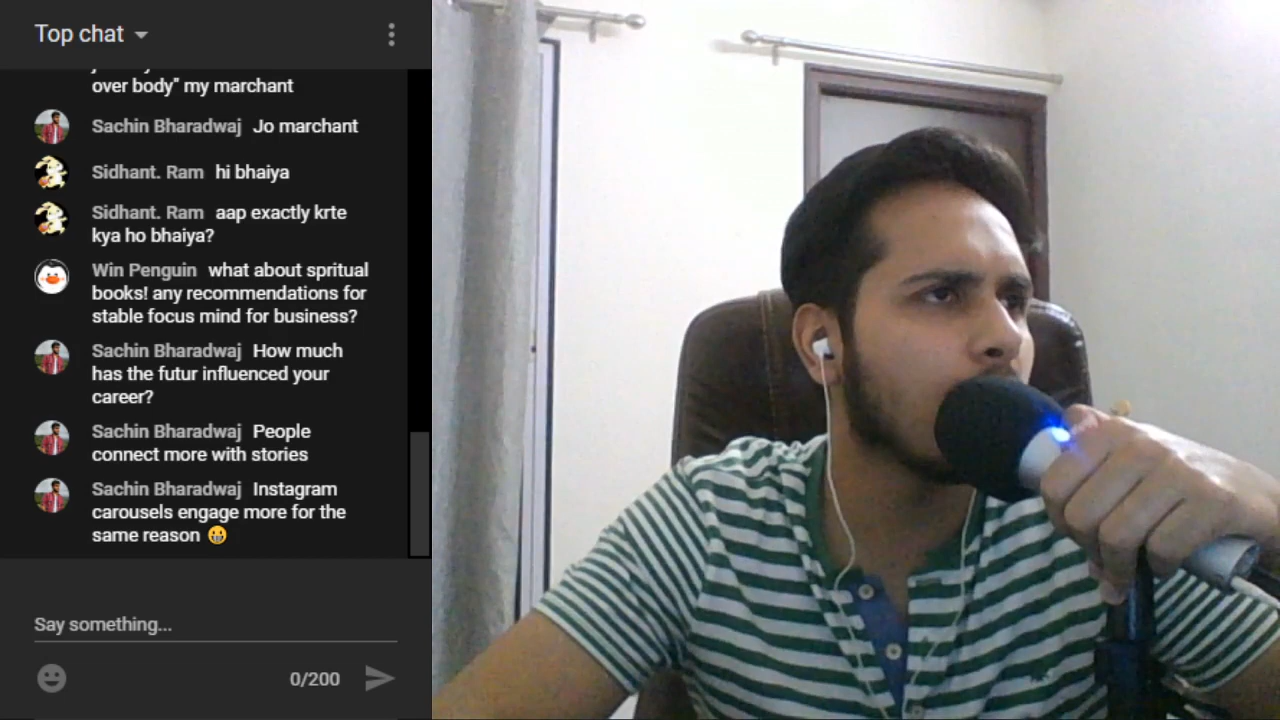 Top chat
over body" my marchant
Sachin Bharadwaj Jo marchant
Sidhant. Ram hi bhaiya
Sidhant. Ram aap exactly krte
kya ho bhaiya?
Win Penguin what about spritual
books! any recommendations for
stable focus mind for business?
Sachin Bharadwaj How much
has the futur influenced your
career?
Sachin Bharadwaj People
connect more with stories
Sachin Bharadwaj Instagram
carousels engage more for the
same reason 😀
Say something...
0/200